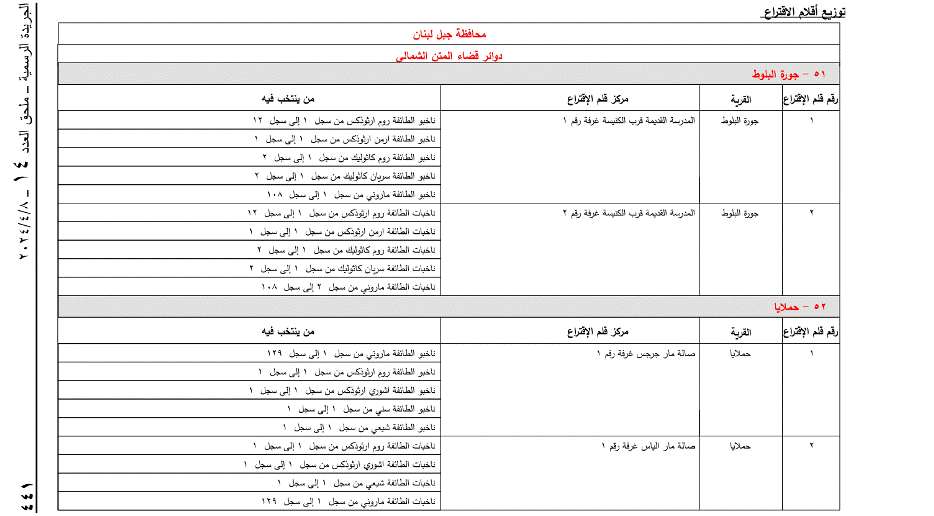 توزيع أقلام الاقتراع
محافظة جبل لبنان
دوائر قضاء المتن الشمالي
٥١ - جورة البلوط
رقم قلم الإقتراع القرية مركز قلم الإقتراع من ينتخب فيه
١ جورة البلوط المدرسة القديمة قرب الكنيسة غرفة رقم ١ ناخبو الطائفة روم ارثوذكس من سجل ١ إلى سجل ١٢
ناخبو الطائفة ارمن ارثوذكس من سجل ١ إلى سجل ١
ناخبو الطائفة روم كاثوليك من سجل ١ إلى سجل ٢
ناخبو الطائفة سريان كاثوليك من سجل ١ إلى سجل ٢
ناخبو الطائفة ماروني من سجل ١ إلى سجل ١٠٨
٢ جورة البلوط المدرسة القديمة قرب الكنيسة غرفة رقم ٢ ناخبات الطائفة روم ارثوذكس من سجل ١ إلى سجل ١٢
ناخبات الطائفة ارمن ارثوذكس من سجل ١ إلى سجل ١
ناخبات الطائفة روم كاثوليك من سجل ١ إلى سجل ٢
ناخبات الطائفة سريان كاثوليك من سجل ١ إلى سجل ٢
ناخبات الطائفة ماروني من سجل ٢ إلى سجل ١٠٨
٥٢ - حملايا
رقم قلم الإقتراع القرية مركز قلم الإقتراع من ينتخب فيه
١ حملايا صالة مار جرجس غرفة رقم ١ ناخبو الطائفة ماروني من سجل ١ إلى سجل ١٢٩
ناخبو الطائفة روم ارثوذكس من سجل ١ إلى سجل ١
ناخبو الطائفة اشوري ارثوذكس من سجل ١ إلى سجل ١
ناخبو الطائفة سني من سجل ١ إلى سجل ١
ناخبو الطائفة شيعي من سجل ١ إلى سجل ١
٢ حملايا صالة مار الياس غرفة رقم ١ ناخبات الطائفة روم ارثوذكس من سجل ١ إلى سجل ١
ناخبات الطائفة اشوري ارثوذكس من سجل ١ إلى سجل ١
ناخبات الطائفة شيعي من سجل ١ إلى سجل ١
ناخبات الطائفة ماروني من سجل ١ إلى سجل ١٢٩
الجريدة الرسمية - ملحق العدد ١٤ - ٢٠٢٤/٤/٨
٤٤١